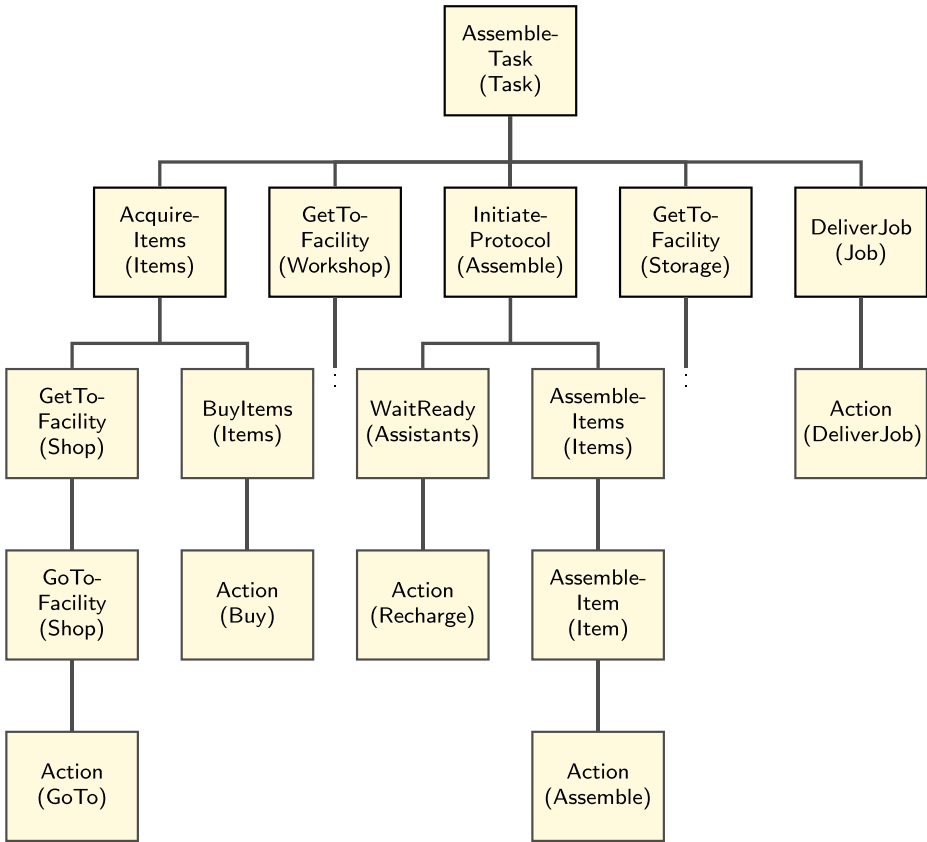 Assemble-
Task
(Task)
Acquire-
Items
(Items)
GetTo-
Facility
(Workshop)
Initiate-
Protocol
(Assemble)
GetTo-
Facility
(Storage)
DeliverJob
(Job)
GetTo-
Facility
(Shop)
BuyItems
(Items)
WaitReady
(Assistants)
Assemble-
Items
(Items)
Action
(DeliverJob)
GoTo-
Facility
(Shop)
Action
(Buy)
Action
(Recharge)
Assemble-
Item
(Item)
Action
(GoTo)
Action
(Assemble)